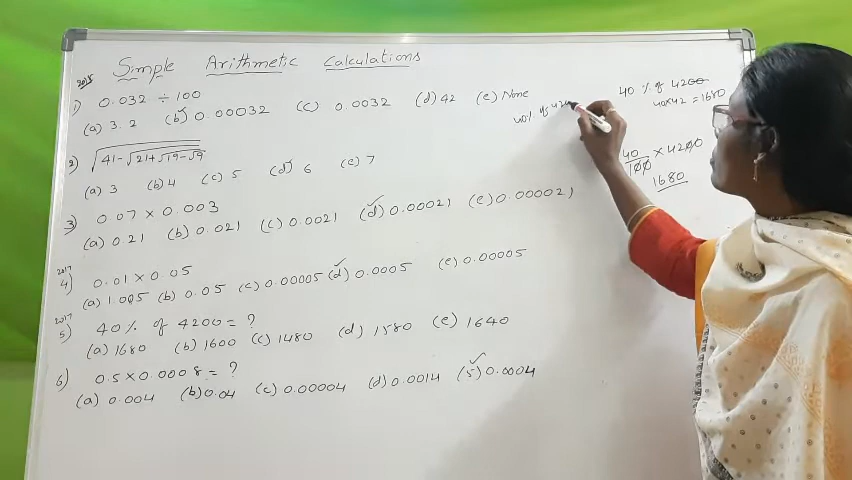 Simple Arithmetic Calculations
2015
1) 0.032 ÷ 100
(a) 3.2 (b) 0.00032 (c) 0.0032 (d) 42 (e) None
2) √41-√21+√19-√9
(a) 3 (b) 4 (c) 5 (d) 6 (e) 7
3) 0.07 × 0.003
(a) 0.21 (b) 0.021 (c) 0.0021 (d) 0.00021 (e) 0.000021
2017
4) 0.01 × 0.05
(a) 1.005 (b) 0.05 (c) 0.00005 (d) 0.0005 (e) 0.00005
2017
5) 40% of 4200 = ?
(a) 1680 (b) 1600 (c) 1480 (d) 1580 (e) 1640
6) 0.5 × 0.0008 = ?
(a) 0.004 (b) 0.04 (c) 0.00004 (d) 0.0014 (5) 0.0004
40% of 420
40 % of 4200
40×42 = 1680
40/100 × 4200
1680